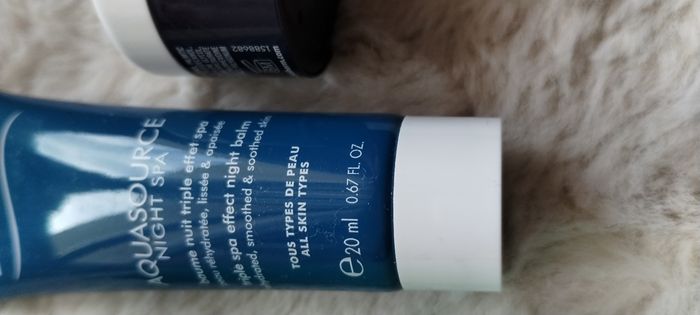 AQUASOURCE
NIGHT SPA
baume nuit triple effet spa
peau réhydratée, lissée & apaisée
triple spa effect night balm
hydrated, smoothed & soothed skin
TOUS TYPES DE PEAU
ALL SKIN TYPES
e 20 ml 0.67 FL. OZ.
1588682